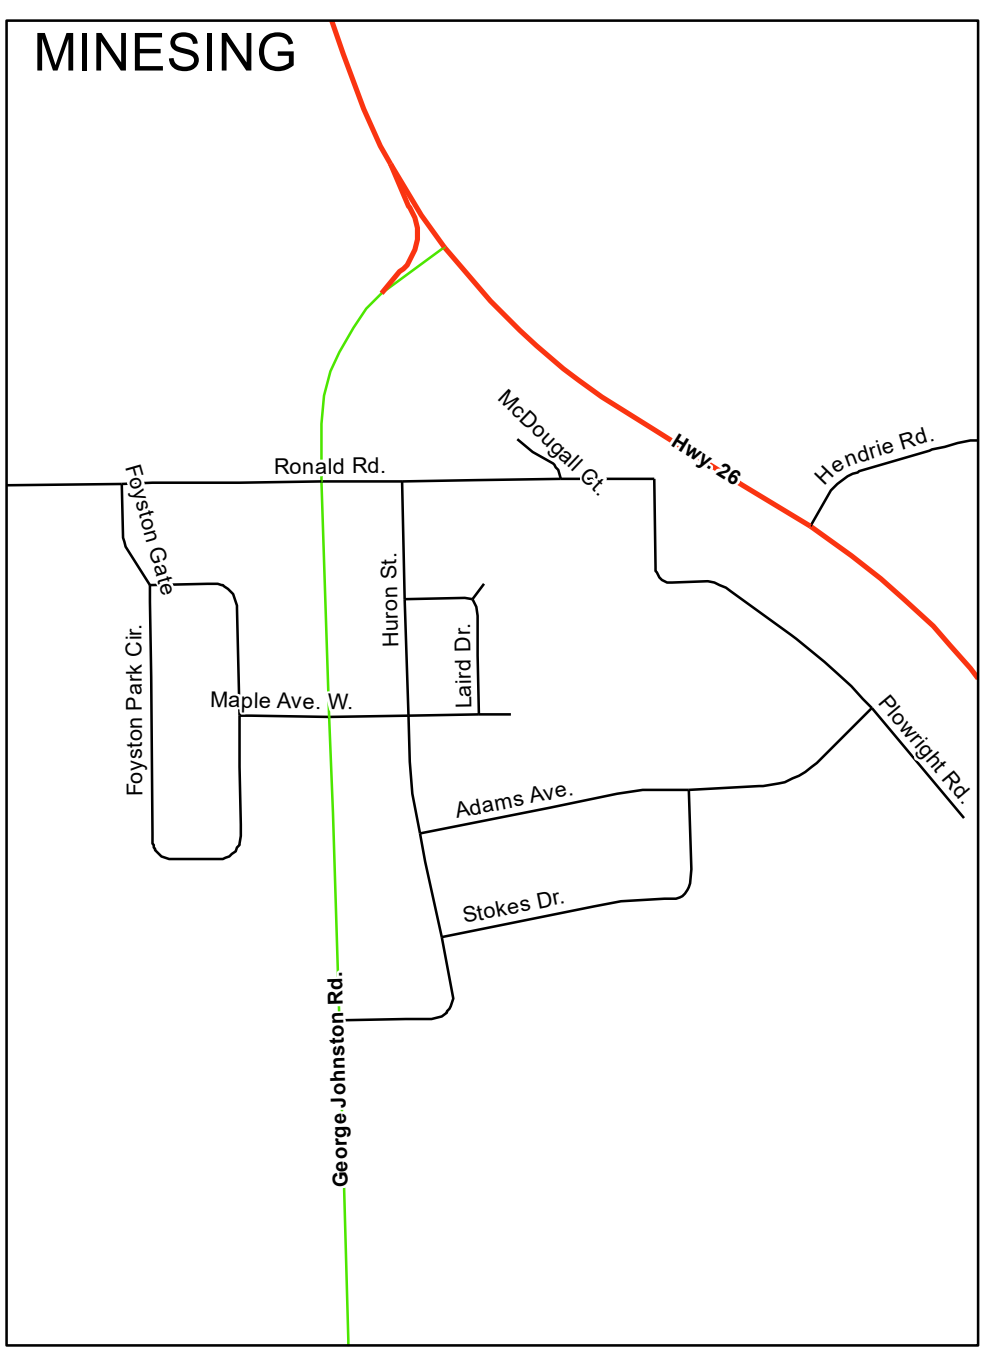 MINESING
McDougall Ct.
Hwy. 26
Hendrie Rd.
Ronald Rd.
Foyston Gate
Huron St.
Foyston Park Cir.
Laird Dr.
Maple Ave. W.
Plowright Rd.
Adams Ave.
Stokes Dr.
George Johnston Rd.